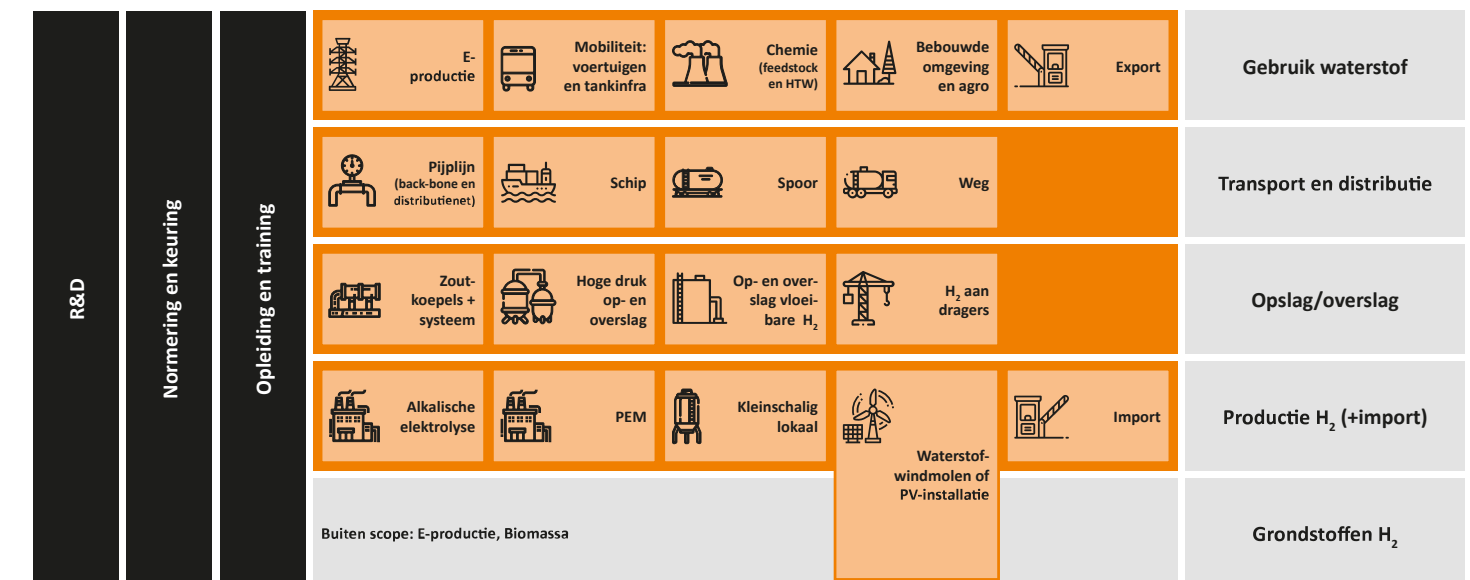 R&D
Normering en keuring
Opleiding en training
E-
productie
Mobiliteit:
voertuigen
en tankinfra
Chemie
(feedstock
en HTW)
Bebouwde
omgeving
en agro
Export
Gebruik waterstof
Pijplijn
(back-bone en
distributienet)
Schip
Spoor
Weg
Transport en distributie
Zout-
koepels +
systeem
Hoge druk
op- en
overslag
Op- en over-
slag vloei-
bare H₂
H₂ aan
dragers
Opslag/overslag
Alkalische
elektrolyse
PEM
Kleinschalig
lokaal
Waterstof-
windmolen of
PV-installatie
Import
Productie H₂ (+import)
Buiten scope: E-productie, Biomassa
Grondstoffen H₂